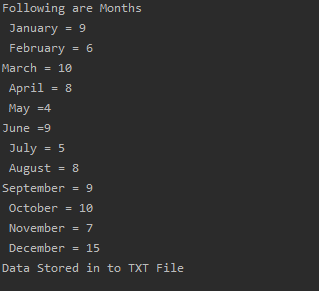 Following are Months
 January = 9
 February = 6
March = 10
 April = 8
 May =4
June =9
 July = 5
 August = 8
September = 9
 October = 10
 November = 7
 December = 15
Data Stored in to TXT File